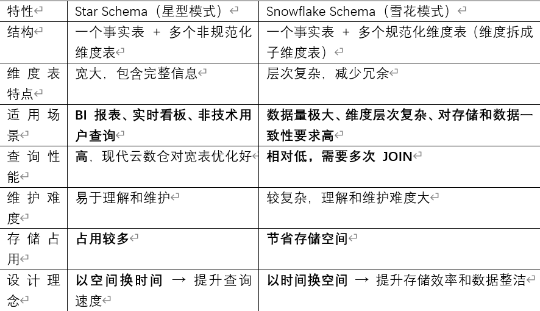 特性 Star Schema（星型模式） Snowflake Schema（雪花模式）
结构 一个事实表 + 多个非规范化 一个事实表 + 多个规范化维度表（维度拆成
维度表 子维度表）
维度表 宽大，包含完整信息 层次复杂，减少冗余
特点
适用场 BI 报表、实时看板、非技术用 数据量极大、维度层次复杂、对存储和数据一
景 户查询 致性要求高
查询性 高，现代云数仓对宽表优化好 相对低，需要多次 JOIN
能
维护难 易于理解和维护 较复杂，理解和维护难度大
度
存储占 占用较多 节省存储空间
用
设计理 以空间换时间 → 提升查询 以时间换空间 → 提升存储效率和数据整洁
念 速度